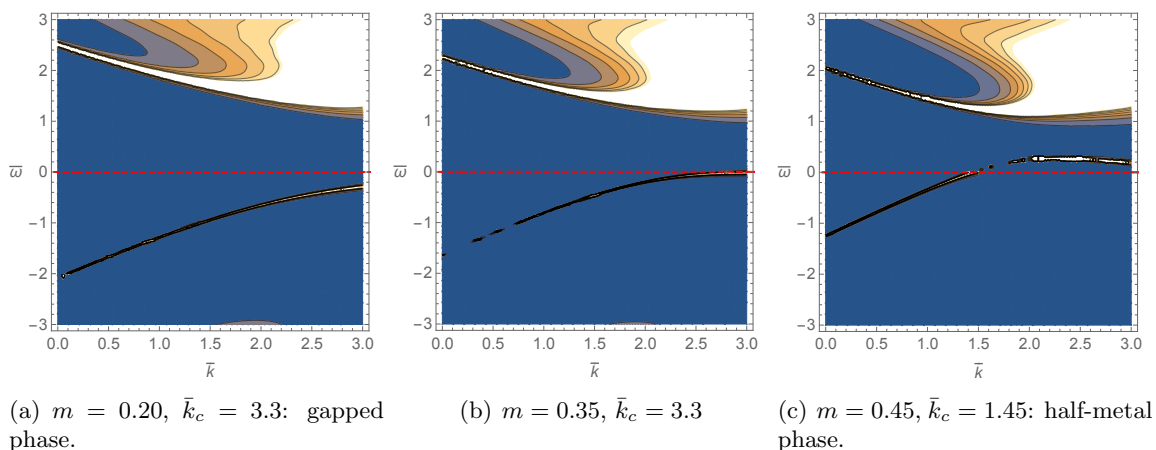 3
2
1
0
−1
−2
−3
ω̅
0.0 0.5 1.0 1.5 2.0 2.5 3.0
k̅
3
2
1
0
−1
−2
−3
ω̅
0.0 0.5 1.0 1.5 2.0 2.5 3.0
k̅
3
2
1
0
−1
−2
−3
ω̅
0.0 0.5 1.0 1.5 2.0 2.5 3.0
k̅
(a) m = 0.20, k̄c = 3.3: gapped
phase.
(b) m = 0.35, k̄c = 3.3
(c) m = 0.45, k̄c = 1.45: half-metal
phase.